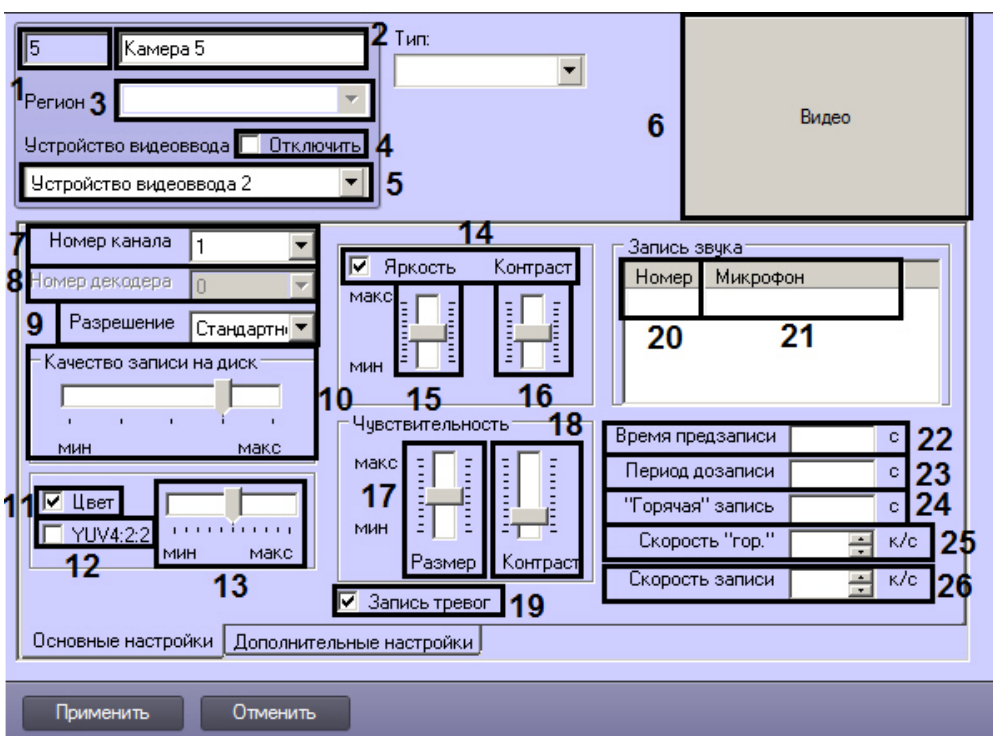 5 Камера 5 2 Тип:
1 Регион 3
6 Видео
Устройство видеоввода Отключить 4
Устройство видеоввода 2 5
7 Номер канала 1
8 Номер декодера 0
9 Разрешение Стандартн
Качество записи на диск
10
мин макс
11 Цвет
YUV4:2:2
12
мин макс
13
14
Яркость Контраст
макс
мин
15 16
Чувствительность 18
макс
17
мин
Размер Контраст
Запись тревог 19
Запись звука
Номер Микрофон
20 21
Время предзаписи с 22
Период дозаписи с 23
"Горячая" запись с 24
Скорость "гор." к/с 25
Скорость записи к/с 26
Основные настройки Дополнительные настройки
Применить Отменить